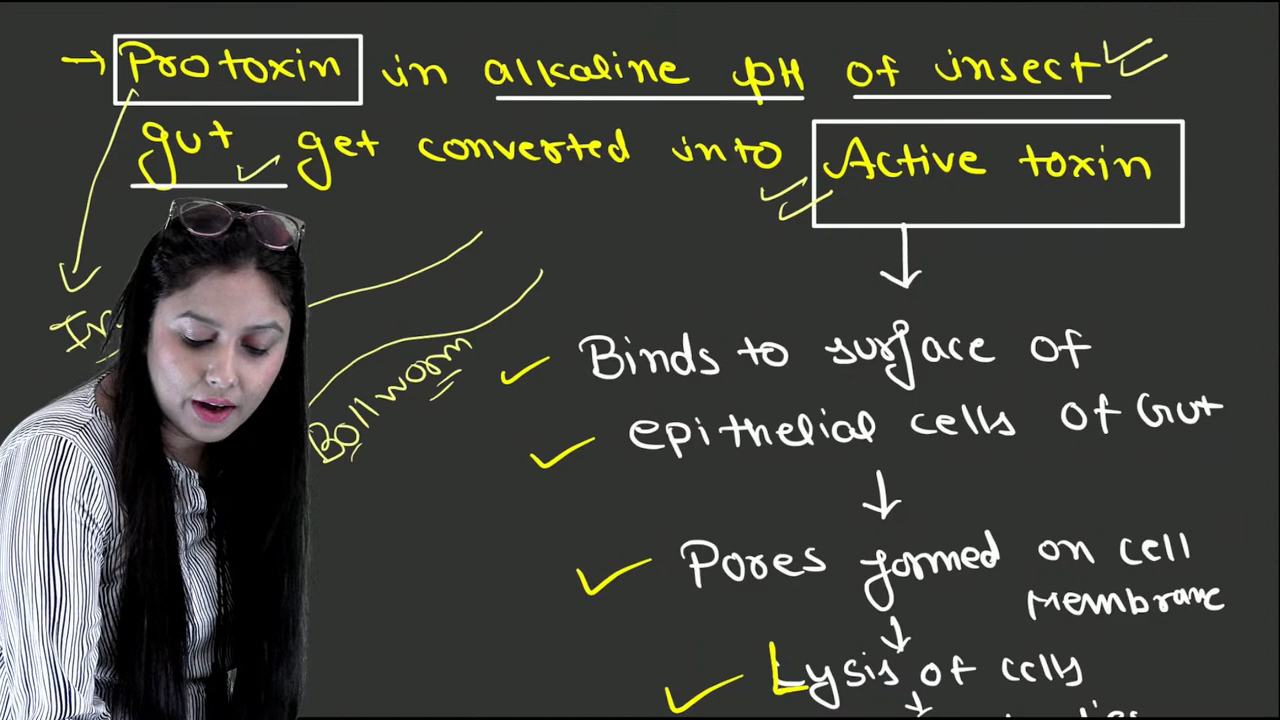 → Protoxin in alkaline pH of insect
gut get converted into Active toxin
Bollworm
Binds to surface of
epithelial cells of Gut
↓
Pores formed on cell
Membrane
↓
Lysis of cells